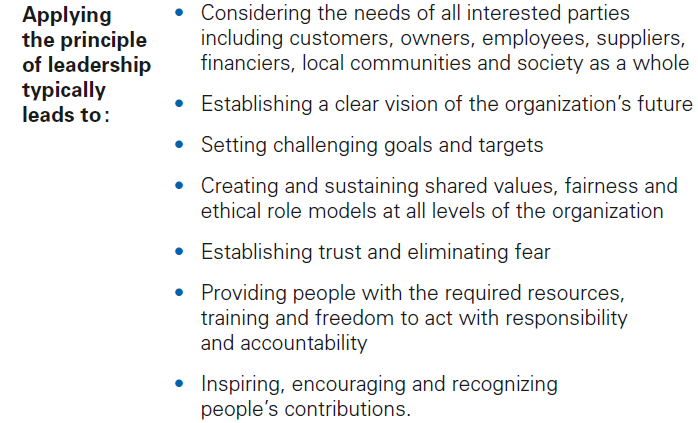 Applying
the principle
of leadership
typically
leads to:
• Considering the needs of all interested parties
including customers, owners, employees, suppliers,
financiers, local communities and society as a whole
• Establishing a clear vision of the organization’s future
• Setting challenging goals and targets
• Creating and sustaining shared values, fairness and
ethical role models at all levels of the organization
• Establishing trust and eliminating fear
• Providing people with the required resources,
training and freedom to act with responsibility
and accountability
• Inspiring, encouraging and recognizing
people’s contributions.